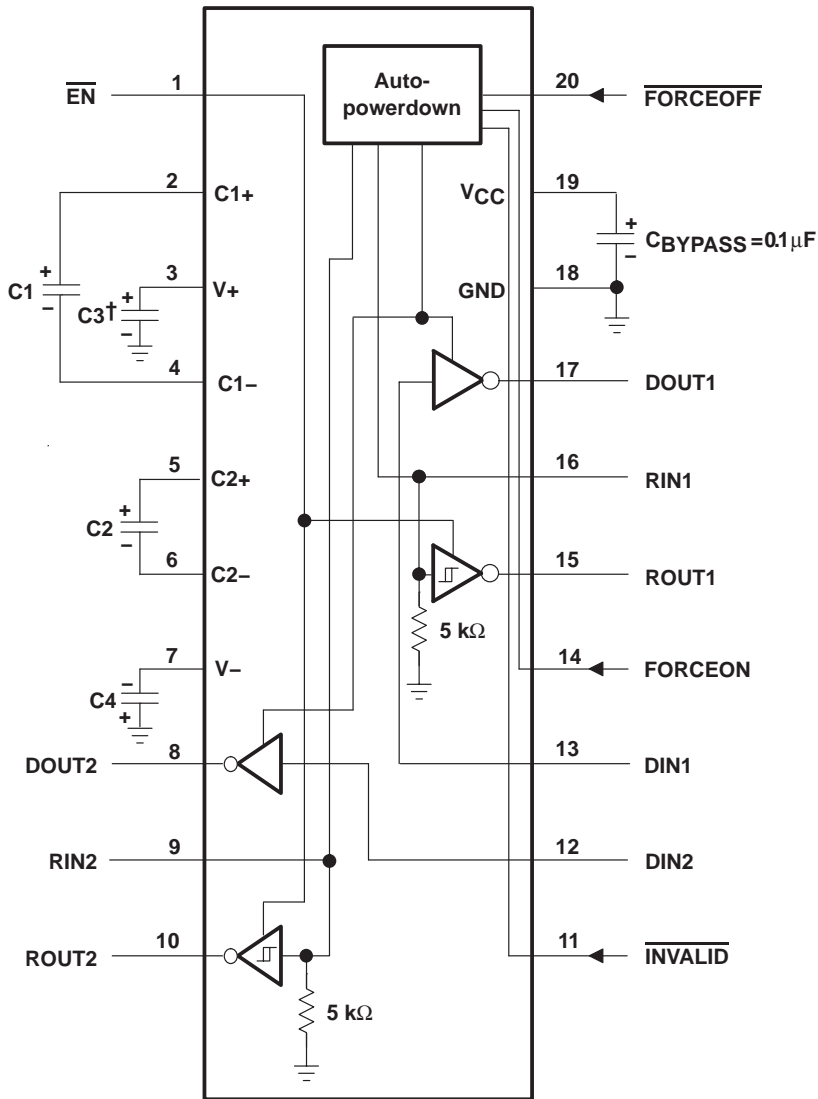 Auto-
powerdown
EN
1
20
FORCEOFF
2
C1+
VCC
19
C1
+
–
3
V+
C3†
+
–
CBYPASS = 0.1 μF
+
–
GND
18
4
C1–
17
DOUT1
5
C2+
16
RIN1
C2
+
–
6
C2–
15
ROUT1
5 kΩ
7
V–
14
FORCEON
C4
–
+
DOUT2
8
13
DIN1
RIN2
9
12
DIN2
ROUT2
10
11
INVALID
5 kΩ